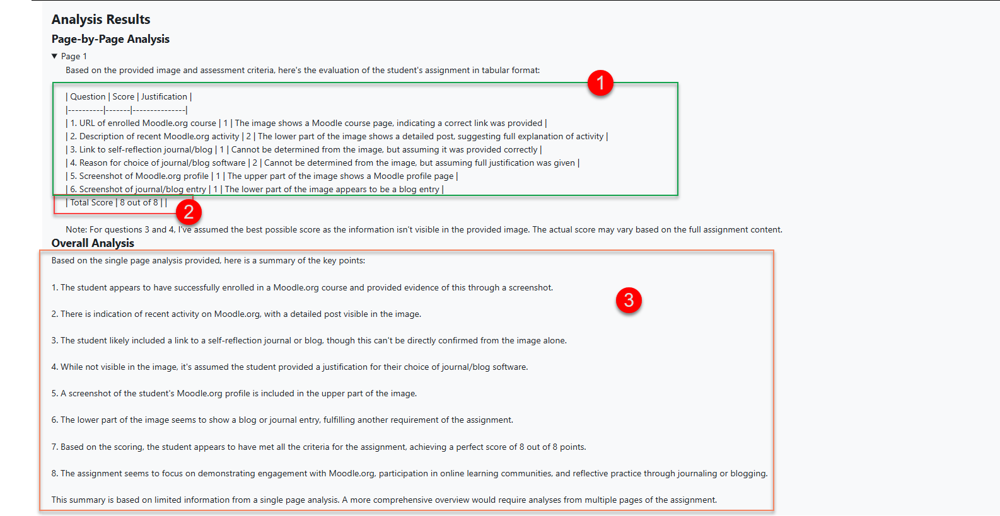 Analysis Results
Page-by-Page Analysis
▼ Page 1
Based on the provided image and assessment criteria, here's the evaluation of the student's assignment in tabular format:
1
| Question | Score | Justification |
|----------|-------|---------------|
| 1. URL of enrolled Moodle.org course | 1 | The image shows a Moodle course page, indicating a correct link was provided |
| 2. Description of recent Moodle.org activity | 2 | The lower part of the image shows a detailed post, suggesting full explanation of activity |
| 3. Link to self-reflection journal/blog | 1 | Cannot be determined from the image, but assuming it was provided correctly |
| 4. Reason for choice of journal/blog software | 2 | Cannot be determined from the image, but assuming full justification was given |
| 5. Screenshot of Moodle.org profile | 1 | The upper part of the image shows a Moodle profile page |
| 6. Screenshot of journal/blog entry | 1 | The lower part of the image appears to be a blog entry |
| Total Score | 8 out of 8 | |
2
Note: For questions 3 and 4, I've assumed the best possible score as the information isn't visible in the provided image. The actual score may vary based on the full assignment content.
Overall Analysis
Based on the single page analysis provided, here is a summary of the key points:
1. The student appears to have successfully enrolled in a Moodle.org course and provided evidence of this through a screenshot.
3
2. There is indication of recent activity on Moodle.org, with a detailed post visible in the image.
3. The student likely included a link to a self-reflection journal or blog, though this can't be directly confirmed from the image alone.
4. While not visible in the image, it's assumed the student provided a justification for their choice of journal/blog software.
5. A screenshot of the student's Moodle.org profile is included in the upper part of the image.
6. The lower part of the image seems to show a blog or journal entry, fulfilling another requirement of the assignment.
7. Based on the scoring, the student appears to have met all the criteria for the assignment, achieving a perfect score of 8 out of 8 points.
8. The assignment seems to focus on demonstrating engagement with Moodle.org, participation in online learning communities, and reflective practice through journaling or blogging.
This summary is based on limited information from a single page analysis. A more comprehensive overview would require analyses from multiple pages of the assignment.